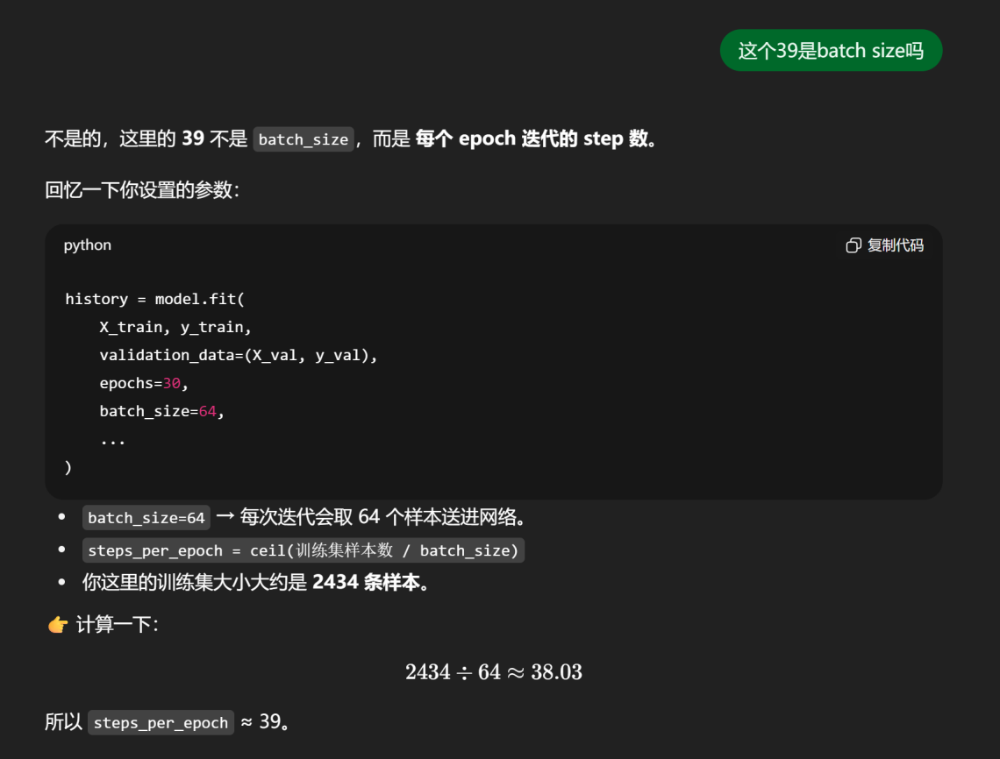 这个39是batch size吗
不是的，这里的 39 不是 batch_size，而是 每个 epoch 迭代的 step 数。
回忆一下你设置的参数：
python
复制代码
history = model.fit(
    X_train, y_train,
    validation_data=(X_val, y_val),
    epochs=30,
    batch_size=64,
    ...
)
• batch_size=64 → 每次迭代会取 64 个样本送进网络。
• steps_per_epoch = ceil(训练集样本数 / batch_size)
• 你这里的训练集大小大约是 2434 条样本。
👉 计算一下：
2434 ÷ 64 ≈ 38.03
所以 steps_per_epoch ≈ 39。